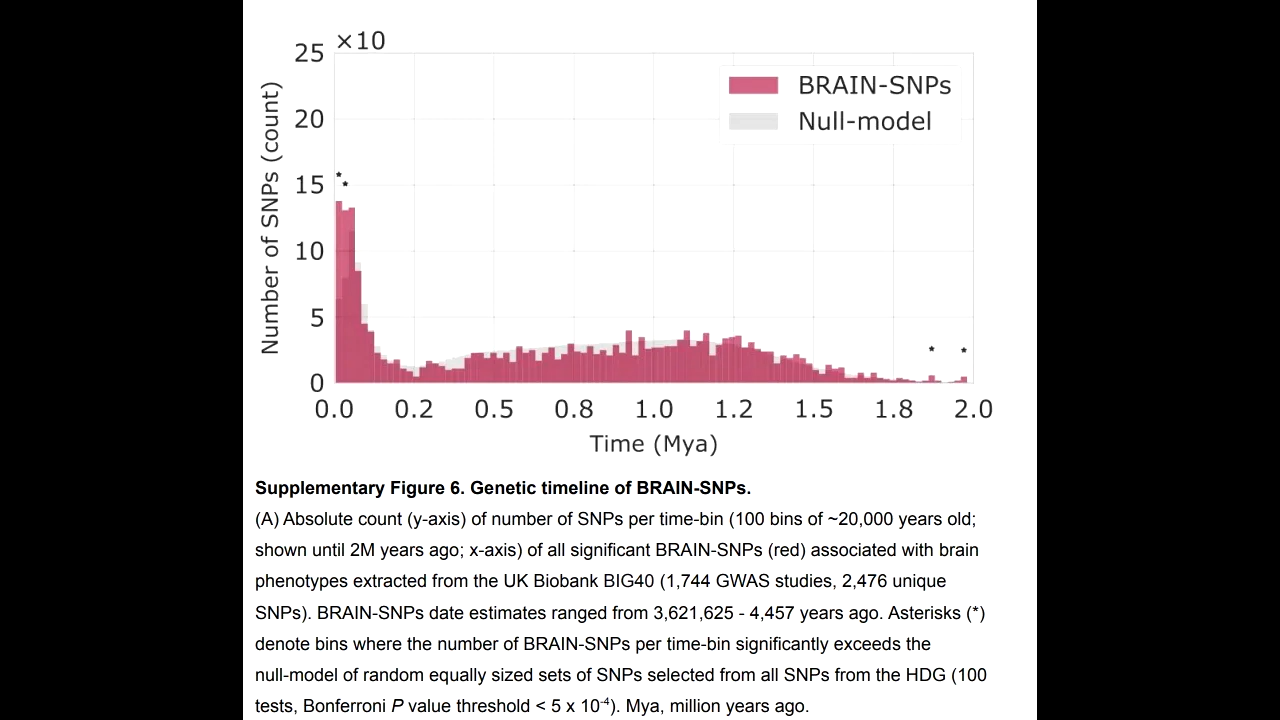 ×10
25
20
15
10
5
0
Number of SNPs (count)
BRAIN-SNPs
Null-model
* *
* *
0.0 0.2 0.5 0.8 1.0 1.2 1.5 1.8 2.0
Time (Mya)
Supplementary Figure 6. Genetic timeline of BRAIN-SNPs.
(A) Absolute count (y-axis) of number of SNPs per time-bin (100 bins of ~20,000 years old;
shown until 2M years ago; x-axis) of all significant BRAIN-SNPs (red) associated with brain
phenotypes extracted from the UK Biobank BIG40 (1,744 GWAS studies, 2,476 unique
SNPs). BRAIN-SNPs date estimates ranged from 3,621,625 - 4,457 years ago. Asterisks (*)
denote bins where the number of BRAIN-SNPs per time-bin significantly exceeds the
null-model of random equally sized sets of SNPs selected from all SNPs from the HDG (100
tests, Bonferroni P value threshold < 5 x 10⁻⁴). Mya, million years ago.